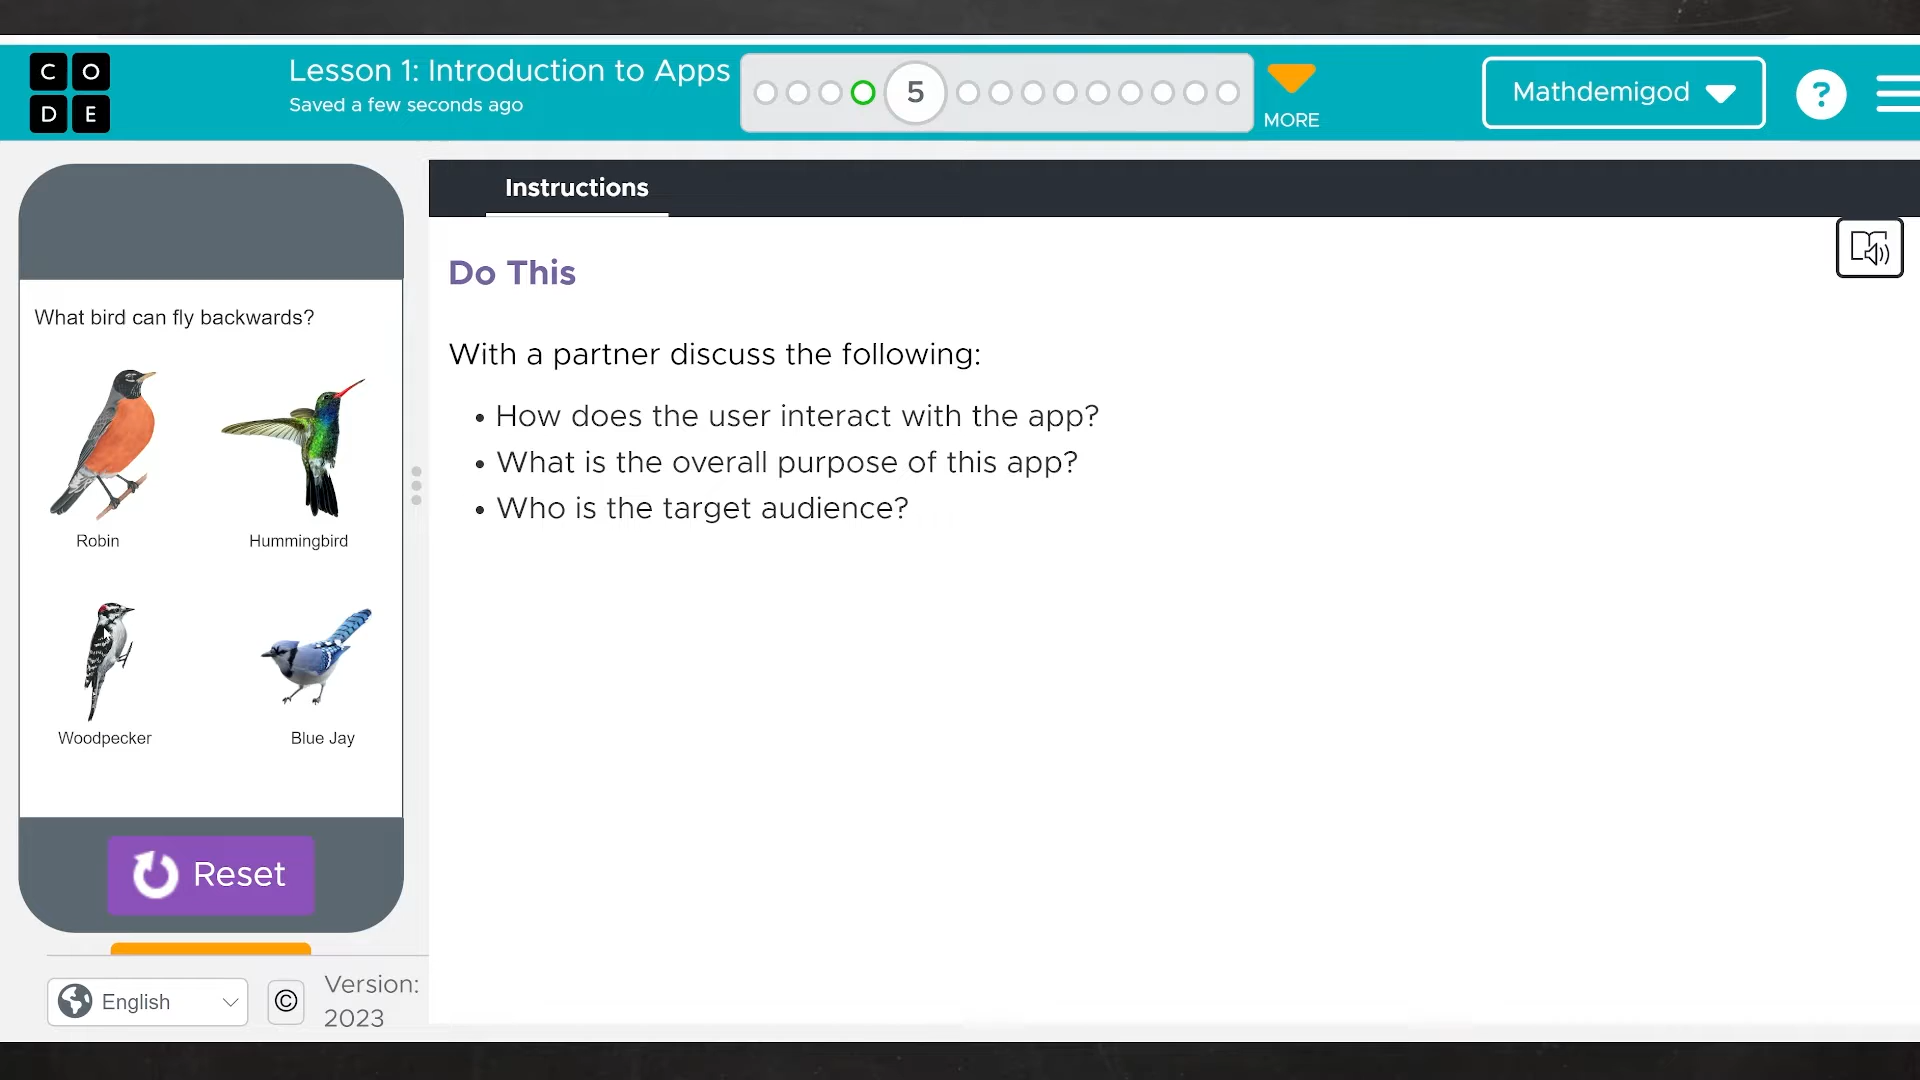 CODE
Lesson 1: Introduction to Apps
Saved a few seconds ago
5
MORE
Mathdemigod
?
Instructions
Do This
With a partner discuss the following:
• How does the user interact with the app?
• What is the overall purpose of this app?
• Who is the target audience?
What bird can fly backwards?
Robin
Hummingbird
Woodpecker
Blue Jay
Reset
English
©
Version:
2023